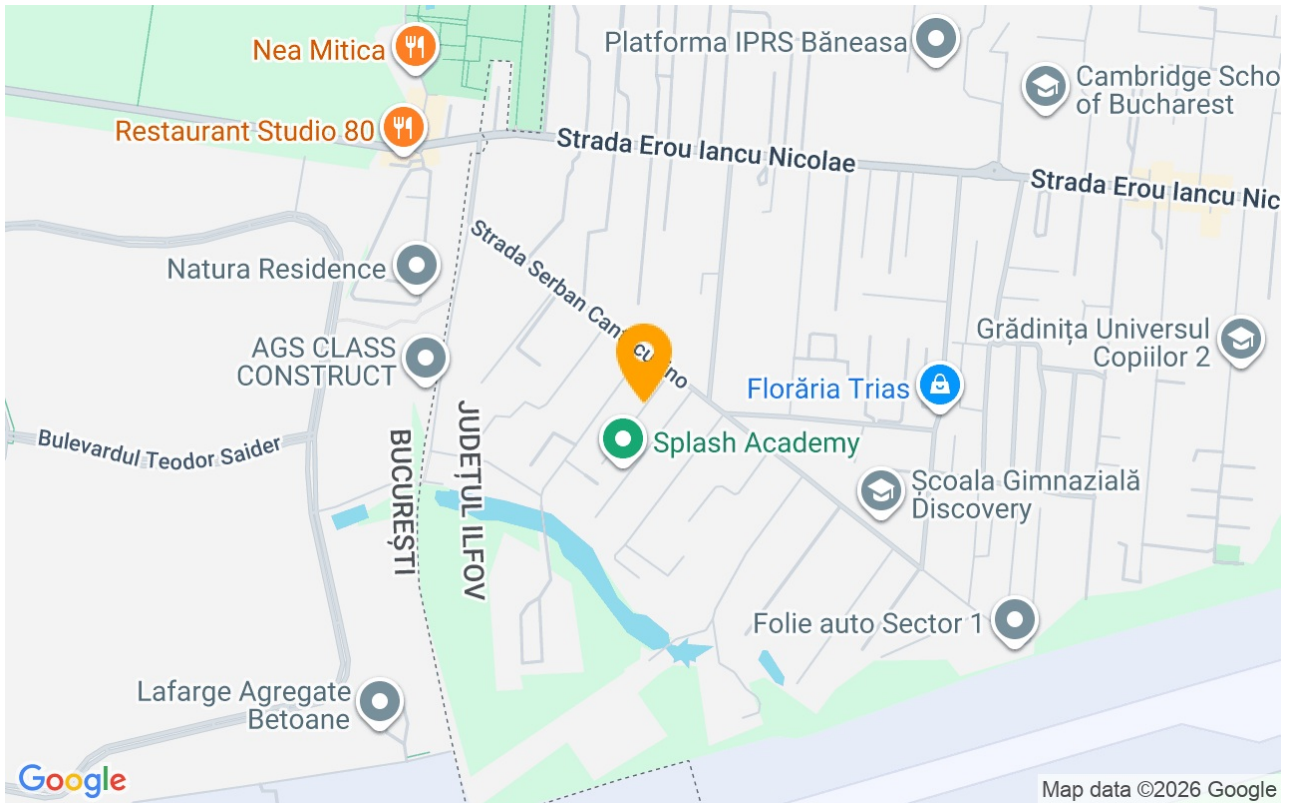 Nea Mitica
Platforma IPRS Băneasa
Cambridge Scho
of Bucharest
Restaurant Studio 80
Strada Erou Iancu Nicolae
Strada Erou Iancu Nic
Strada Serban Cant cu ino
Natura Residence
AGS CLASS
CONSTRUCT
Grădinița Universul
Copiilor 2
Florăria Trias
Bulevardul Teodor Saider
BUCUREȘTI
JUDEȚUL ILFOV
Splash Academy
Școala Gimnazială
Discovery
Folie auto Sector 1
Lafarge Agregate
Betoane
Google
Map data ©2026 Google